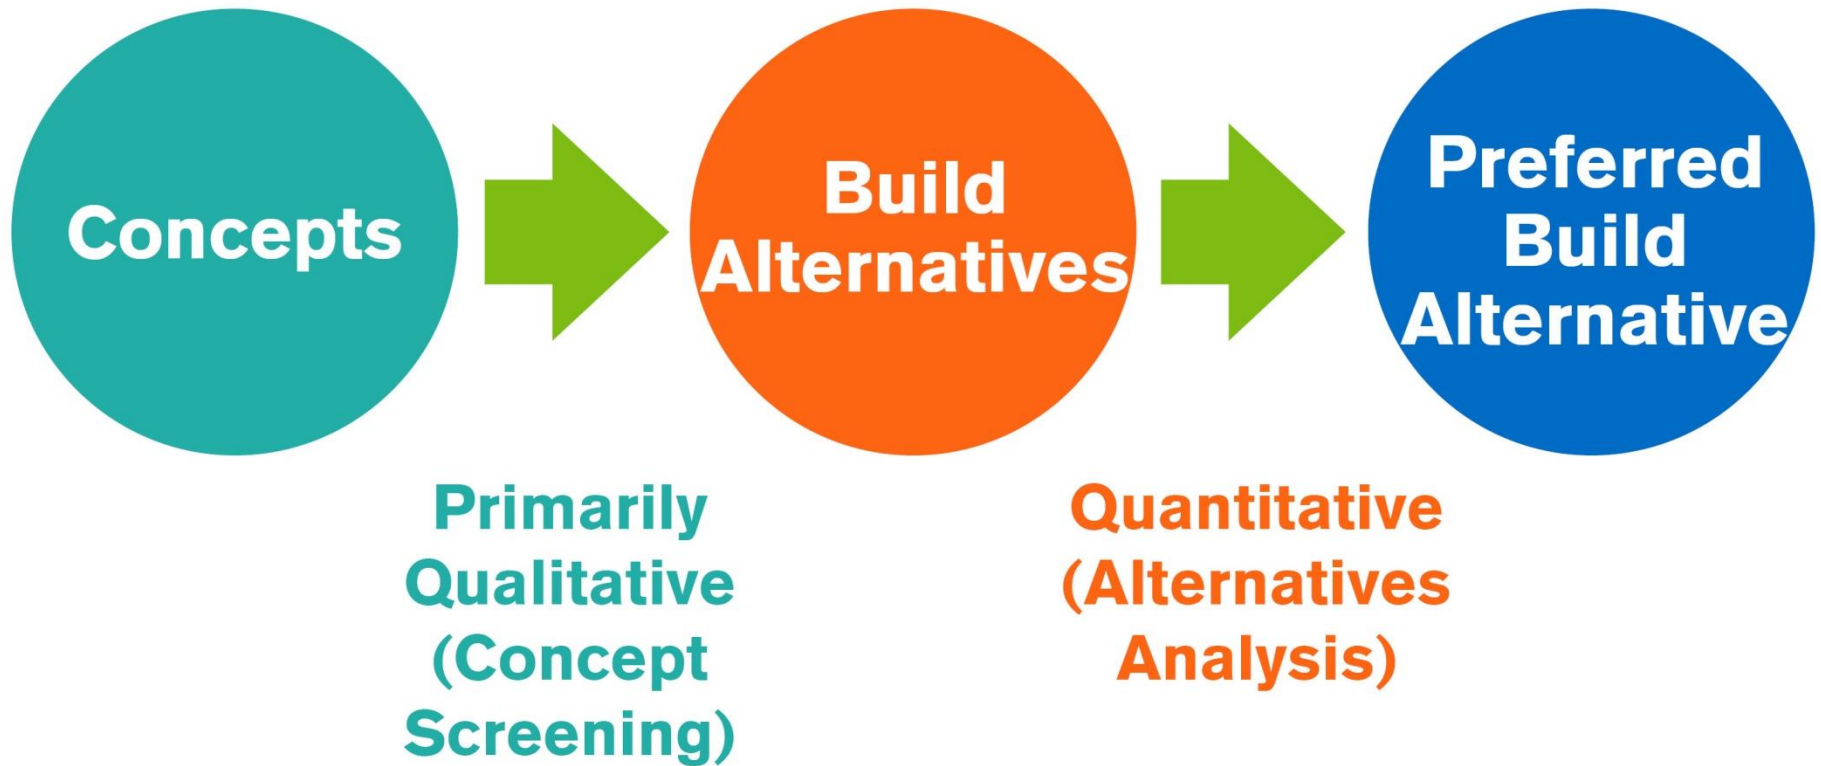 Concepts
Build
Alternatives
Preferred
Build
Alternative
Primarily
Qualitative
(Concept
Screening)
Quantitative
(Alternatives
Analysis)